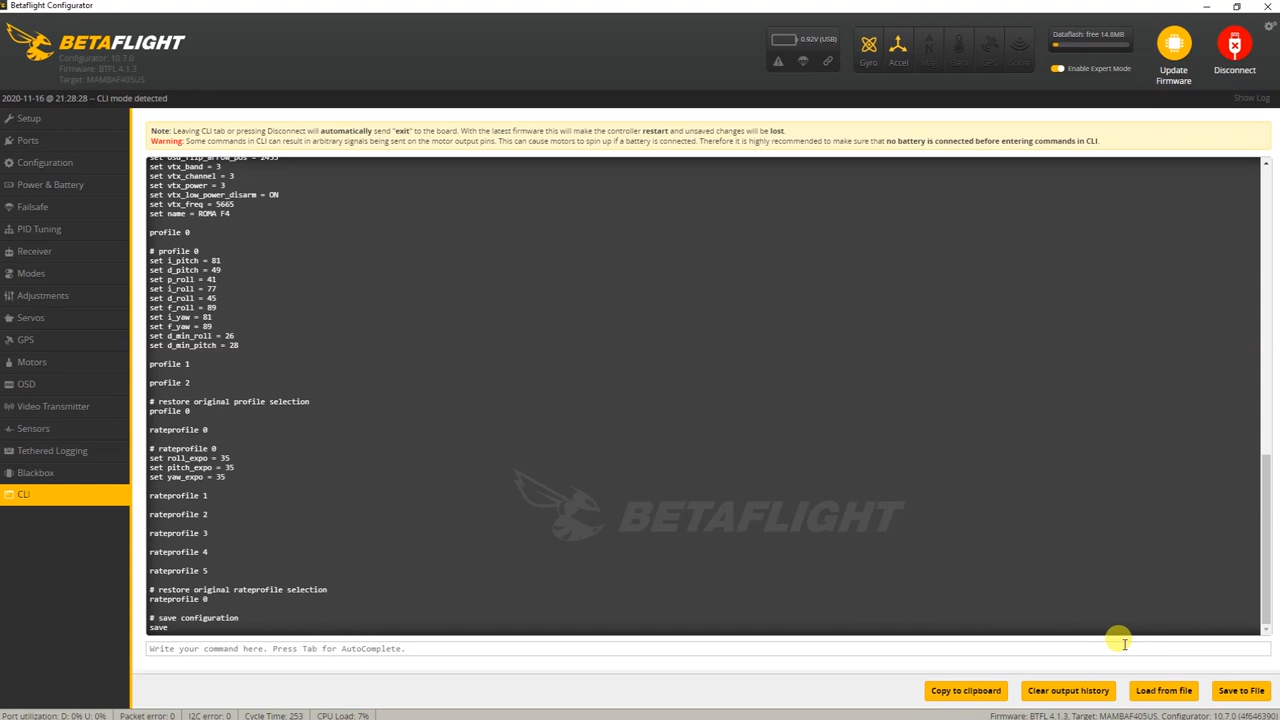 Betaflight Configurator
BETAFLIGHT
Configurator: 10.7.0
Firmware: BTFL 4.1.3
Target: MAMBAF405US
0.92V (USB)
Gyro
Accel
Mag
Baro
GPS
Sonar
Dataflash: free 14.8MB
Enable Expert Mode
Update
Firmware
Disconnect
2020-11-16 @ 21:28:28 -- CLI mode detected
Show Log
Setup
Ports
Configuration
Power & Battery
Failsafe
PID Tuning
Receiver
Modes
Adjustments
Servos
GPS
Motors
OSD
Video Transmitter
Sensors
Tethered Logging
Blackbox
CLI
Note: Leaving CLI tab or pressing Disconnect will automatically send "exit" to the board. With the latest firmware this will make the controller restart and unsaved changes will be lost.
Warning: Some commands in CLI can result in arbitrary signals being sent on the motor output pins. This can cause motors to spin up if a battery is connected. Therefore it is highly recommended to make sure that no battery is connected before entering commands in CLI.
set vtx_band = 3
set vtx_channel = 3
set vtx_power = 3
set vtx_low_power_disarm = ON
set vtx_freq = 5665
set name = ROMA F4
profile 0
# profile 0
set i_pitch = 81
set d_pitch = 49
set p_roll = 41
set i_roll = 77
set d_roll = 45
set f_roll = 89
set i_yaw = 81
set f_yaw = 89
set d_min_roll = 26
set d_min_pitch = 28
profile 1
profile 2
# restore original profile selection
profile 0
rateprofile 0
# rateprofile 0
set roll_expo = 35
set pitch_expo = 35
set yaw_expo = 35
rateprofile 1
rateprofile 2
rateprofile 3
rateprofile 4
rateprofile 5
# restore original rateprofile selection
rateprofile 0
# save configuration
save
BETAFLIGHT
Write your command here. Press Tab for AutoComplete.
Copy to clipboard
Clear output history
Load from file
Save to File
Port utilization: D: 0% U: 0%
Packet error: 0
I2C error: 0
Cycle Time: 253
CPU Load: 7%
Firmware: BTFL 4.1.3, Target: MAMBAF405US, Configurator: 10.7.0 (4f646390)